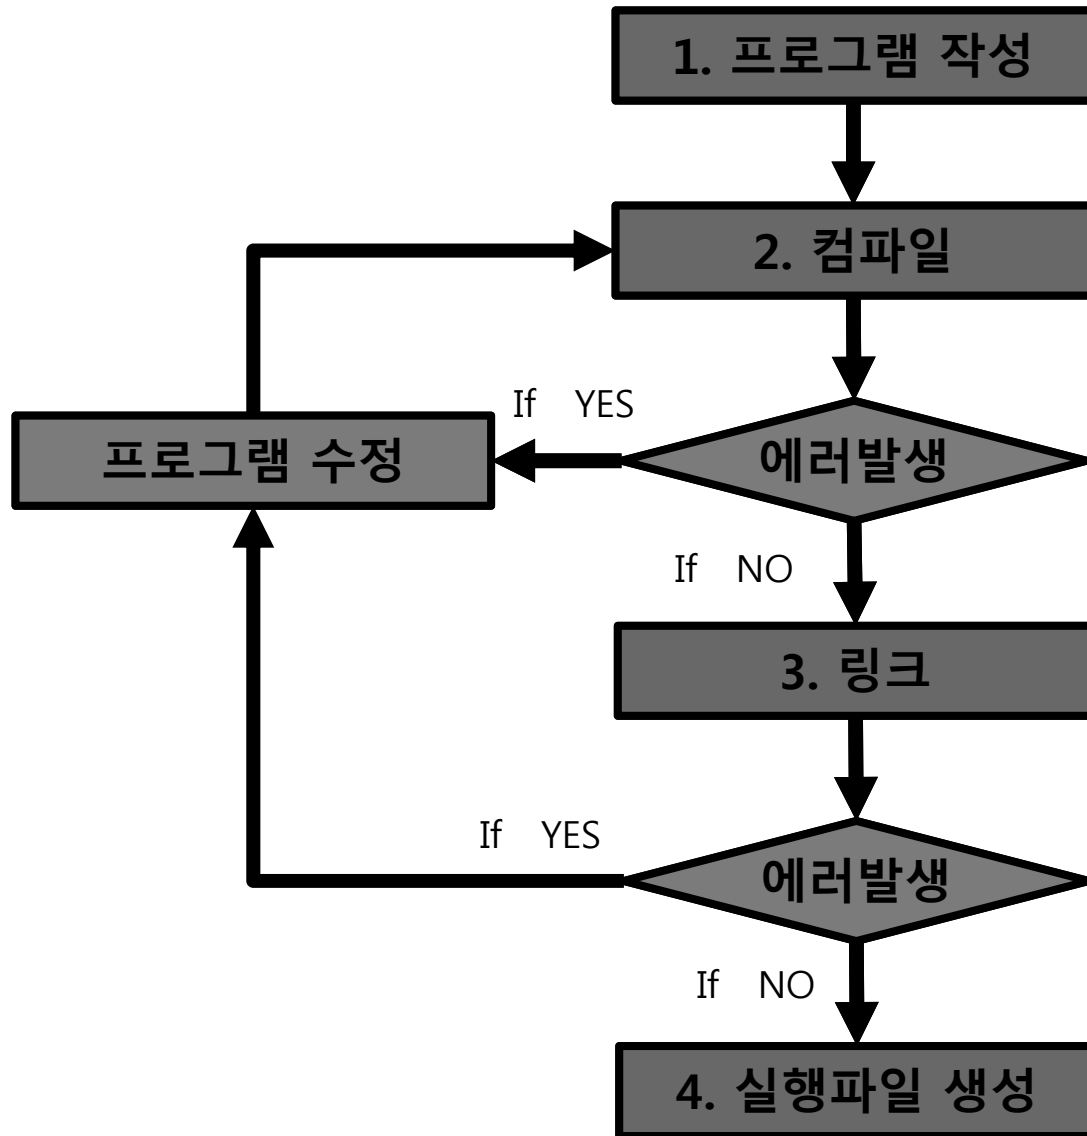 1. 프로그램 작성
2. 컴파일
If YES
프로그램 수정
에러발생
If NO
3. 링크
If YES
에러발생
If NO
4. 실행파일 생성